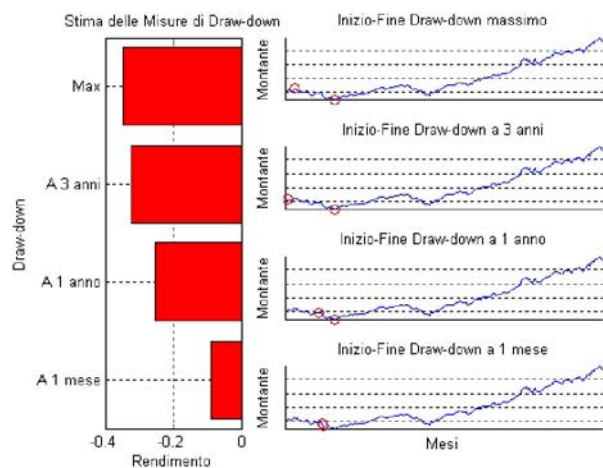 Stima delle Misure di Draw-down
Draw-down
Max
A 3 anni
A 1 anno
A 1 mese
-0.4 -0.2 0
Rendimento
Inizio-Fine Draw-down massimo
Montante
Inizio-Fine Draw-down a 3 anni
Montante
Inizio-Fine Draw-down a 1 anno
Montante
Inizio-Fine Draw-down a 1 mese
Montante
Mesi